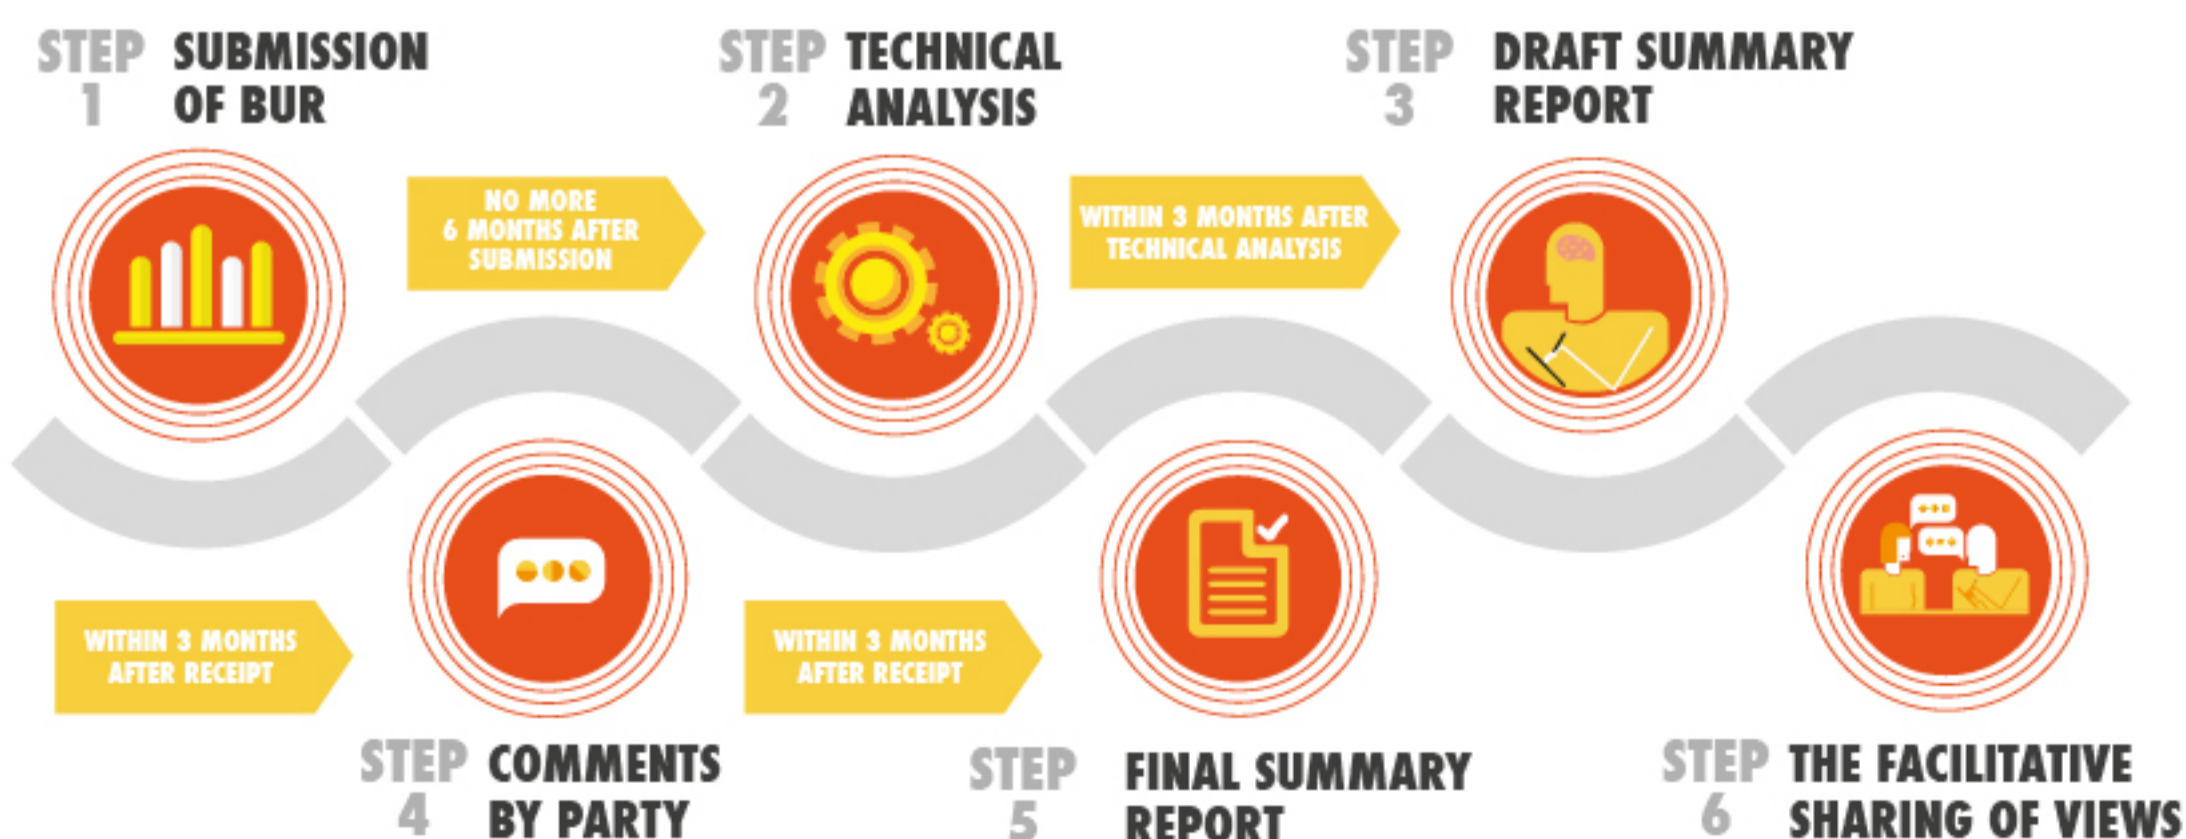 STEP 1
SUBMISSION
OF BUR
NO MORE
6 MONTHS AFTER
SUBMISSION
STEP 2
TECHNICAL
ANALYSIS
WITHIN 3 MONTHS AFTER
TECHNICAL ANALYSIS
STEP 3
DRAFT SUMMARY
REPORT
WITHIN 3 MONTHS
AFTER RECEIPT
STEP 4
COMMENTS
BY PARTY
WITHIN 3 MONTHS
AFTER RECEIPT
STEP 5
FINAL SUMMARY
REPORT
STEP 6
THE FACILITATIVE
SHARING OF VIEWS